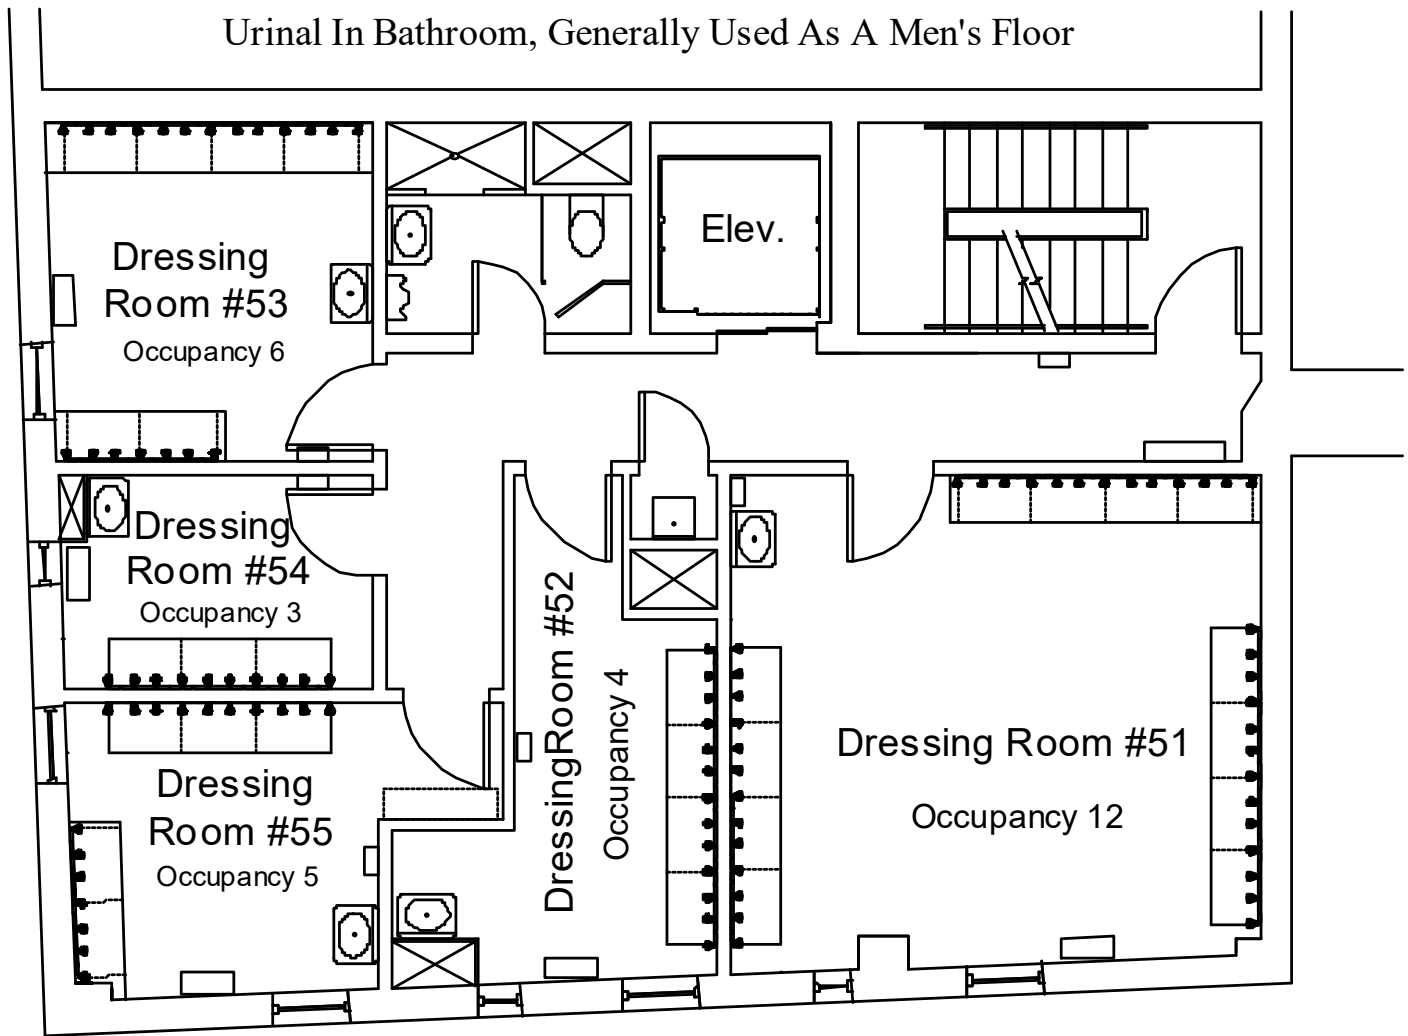 Urinal In Bathroom, Generally Used As A Men's Floor
Elev.
Dressing
Room #53
Occupancy 6
Dressing
Room #54
Occupancy 3
DressingRoom #52
Occupancy 4
Dressing Room #51
Occupancy 12
Dressing
Room #55
Occupancy 5